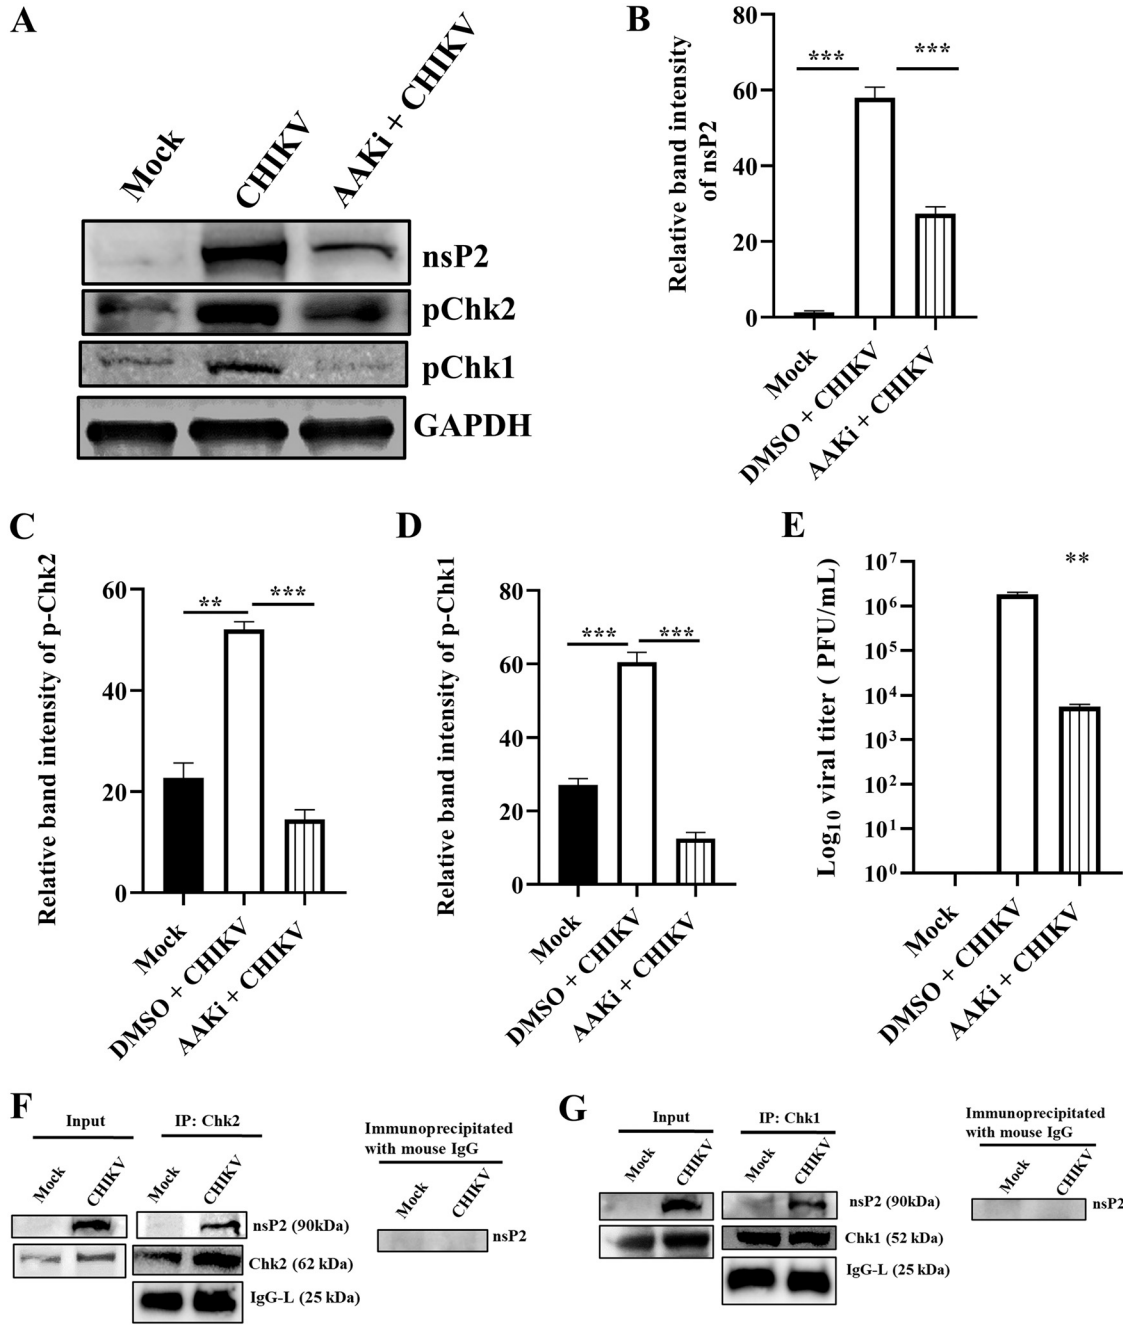 A
Mock
CHIKV
AAKi + CHIKV
nsP2
pChk2
pChk1
GAPDH
B
Relative band intensity
of nsP2
80
60
40
20
0
***
***
Mock
DMSO + CHIKV
AAKi + CHIKV
C
Relative band intensity of p-Chk2
60
40
20
0
**
***
Mock
DMSO + CHIKV
AAKi + CHIKV
D
Relative band intensity of p-Chk1
80
60
40
20
0
***
***
Mock
DMSO + CHIKV
AAKi + CHIKV
E
Log₁₀ viral titer ( PFU/mL)
10⁷
10⁶
10⁵
10⁴
10³
10²
10¹
10⁰
**
Mock
DMSO + CHIKV
AAKi + CHIKV
F
Input
IP: Chk2
Immunoprecipitated
with mouse IgG
Mock
CHIKV
Mock
CHIKV
Mock
CHIKV
nsP2 (90kDa)
Chk2 (62 kDa)
IgG-L (25 kDa)
nsP2
G
Input
IP: Chk1
Immunoprecipitated
with mouse IgG
Mock
CHIKV
Mock
CHIKV
Mock
CHIKV
nsP2 (90kDa)
Chk1 (52 kDa)
IgG-L (25 kDa)
nsP2